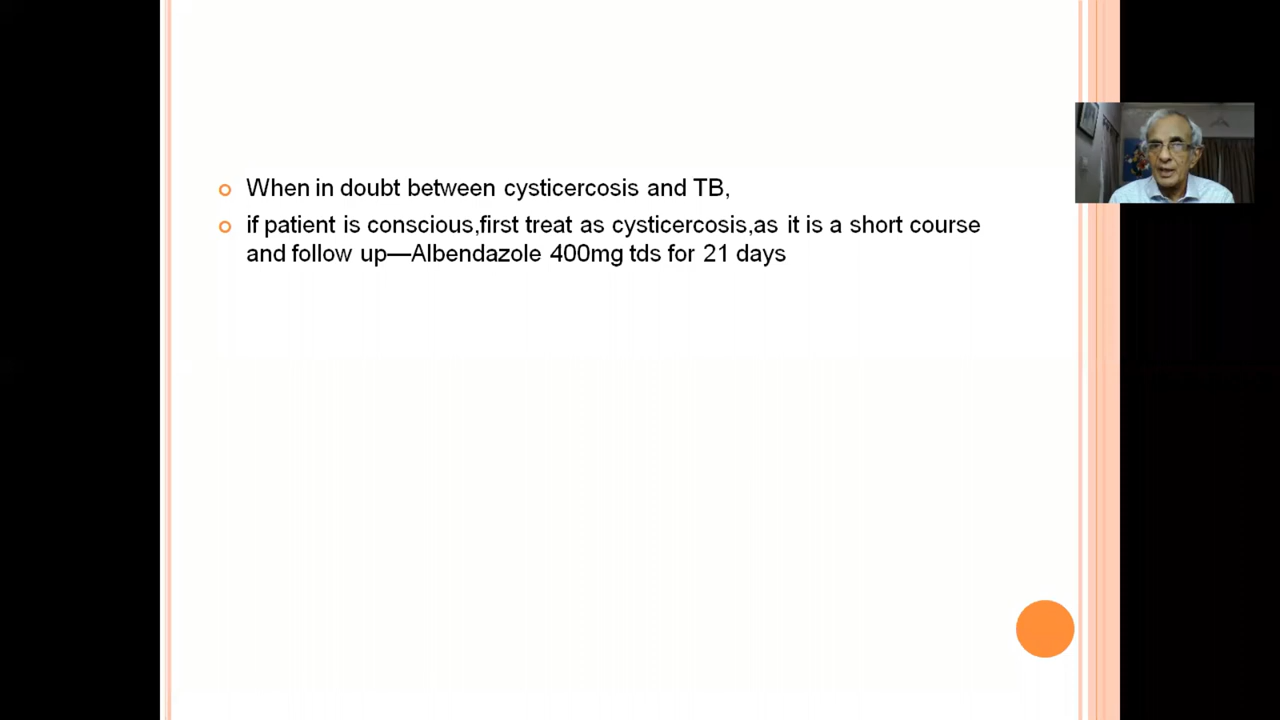 When in doubt between cysticercosis and TB,
if patient is conscious,first treat as cysticercosis,as it is a short course
and follow up—Albendazole 400mg tds for 21 days